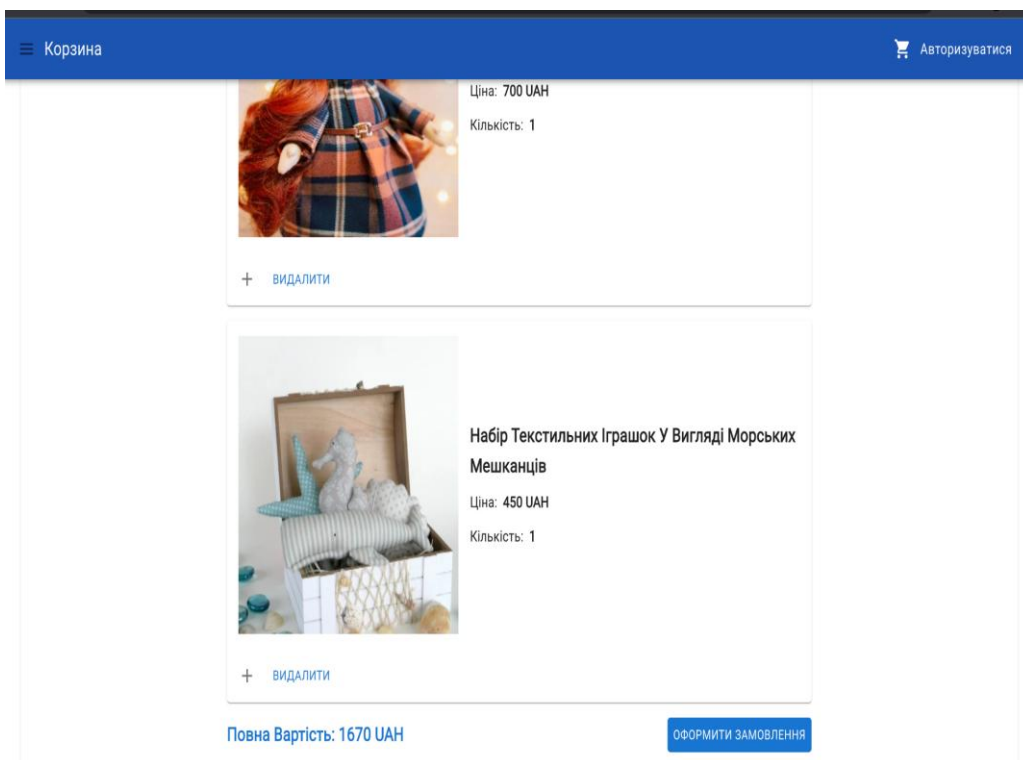 Корзина
Авторизуватися
Ціна: 700 UAH
Кількість: 1
+ ВИДАЛИТИ
Набір Текстильних Іграшок У Вигляді Морських
Мешканців
Ціна: 450 UAH
Кількість: 1
+ ВИДАЛИТИ
Повна Вартість: 1670 UAH
ОФОРМИТИ ЗАМОВЛЕННЯ